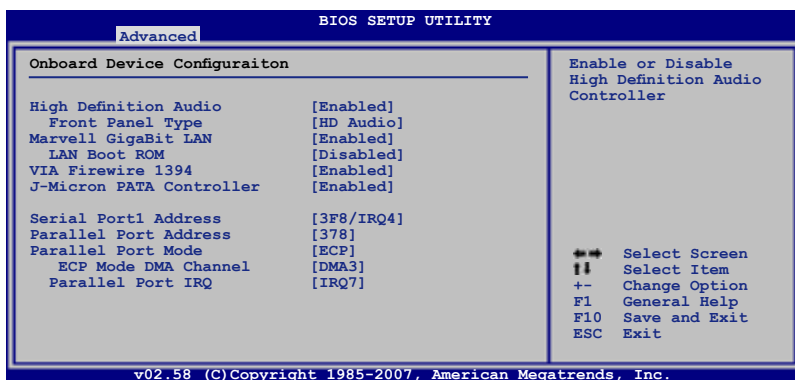 BIOS SETUP UTILITY
Advanced
Onboard Device Configuraiton
High Definition Audio [Enabled]
Front Panel Type [HD Audio]
Marvell GigaBit LAN [Enabled]
LAN Boot ROM [Disabled]
VIA Firewire 1394 [Enabled]
J-Micron PATA Controller [Enabled]
Serial Port1 Address [3F8/IRQ4]
Parallel Port Address [378]
Parallel Port Mode [ECP]
ECP Mode DMA Channel [DMA3]
Parallel Port IRQ [IRQ7]
Enable or Disable
High Definition Audio
Controller
Select Screen
Select Item
+- Change Option
F1 General Help
F10 Save and Exit
ESC Exit
v02.58 (C)Copyright 1985-2007, American Megatrends, Inc.